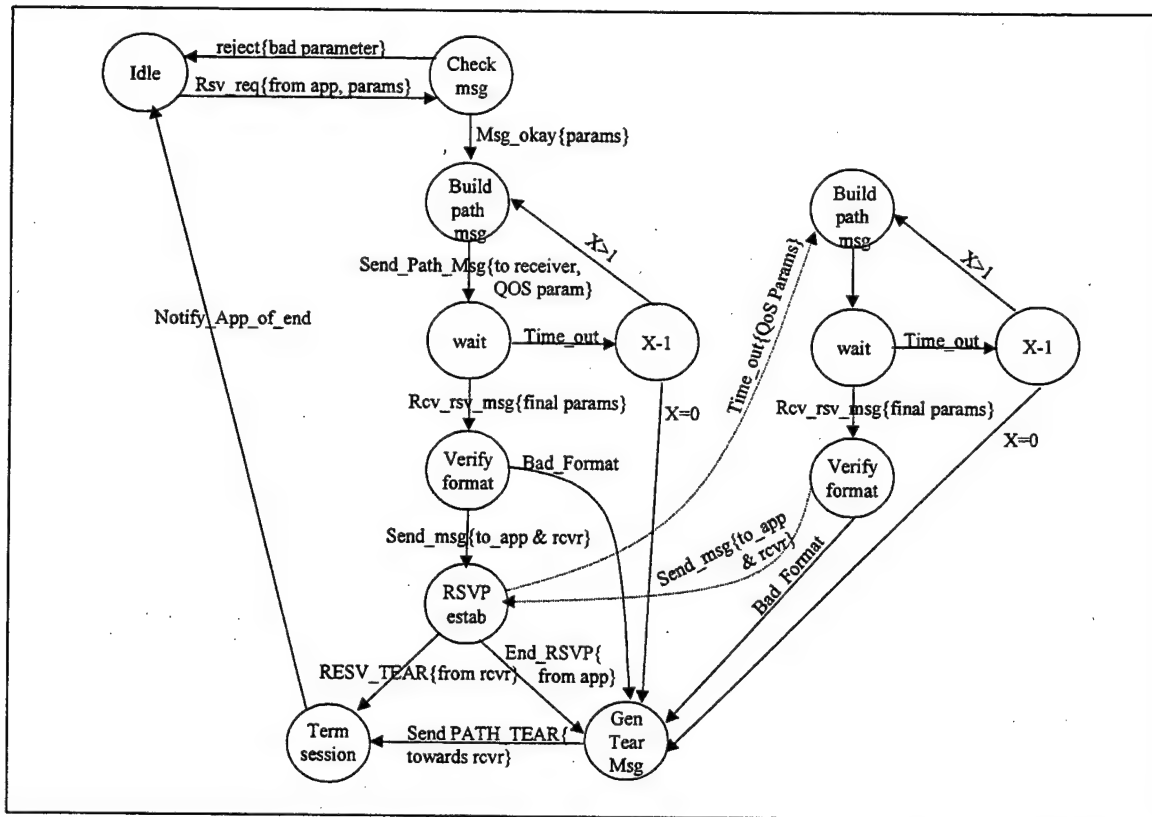 reject{bad parameter}
Idle
Check
msg
Rsv_req{from app, params}
Msg_okay{params}
Build
path
msg
X>1
Send_Path_Msg{to receiver,
QOS param}
wait
Time_out
X-1
Rcv_rsv_msg{final params}
X=0
Verify
format
Bad_Format
Send_msg{to_app & rcvr}
RSVP
estab
RESV_TEAR{from rcvr}
End_RSVP{
from app}
Term
session
Send PATH_TEAR{
towards rcvr}
Gen
Tear
Msg
Notify_App_of_end
Time_out{QoS Params}
Build
path
msg
X>1
wait
Time_out
X-1
Rcv_rsv_msg{final params}
X=0
Verify
format
Send_msg{to_app
& rcvr}
Bad_Format